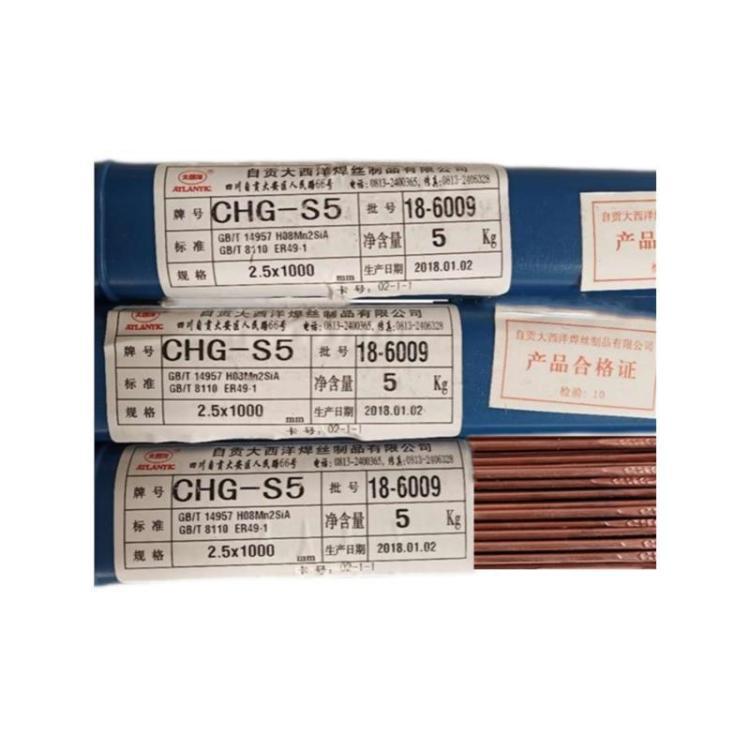 大西洋
ATLANTIC
自贡大西洋焊丝制品有限公司
四川自贡大安区人民路66号 电话:0813-2400365,传真:0813-2406328
牌号 CHG-S5 批号 18-6009
标准 GB/T 14957 H08Mn2SiA
GB/T 8110 ER49-1
净含量 5 Kg
规格 2.5x1000 mm 生产日期 2018.01.02
卡号:02-1-1
自贡大西洋焊丝制
产品
检
ATLANTIC
自贡大西洋焊丝制品有限公司
四川自贡大安区人民路66号 电话:0813-2400365,传真:0813-2406328
牌号 CHG-S5 批号 18-6009
标准 GB/T 14957 H08Mn2SiA
GB/T 8110 ER49-1
净含量 5 Kg
规格 2.5x1000 mm 生产日期 2018.01.02
卡号:02-1-1
自贡大西洋焊丝制品有限公司
产品合格证
检验:10
大西洋
ATLANTIC
自贡大西洋焊丝制品有限公司
四川自贡大安区人民路66号 电话:0813-2400365,传真:0813-2406328
牌号 CHG-S5 批号 18-6009
标准 GB/T 14957 H08Mn2SiA
GB/T 8110 ER49-1
净含量 5 Kg
规格 2.5x1000 mm 生产日期 2018.01.02
卡号:02-1-1